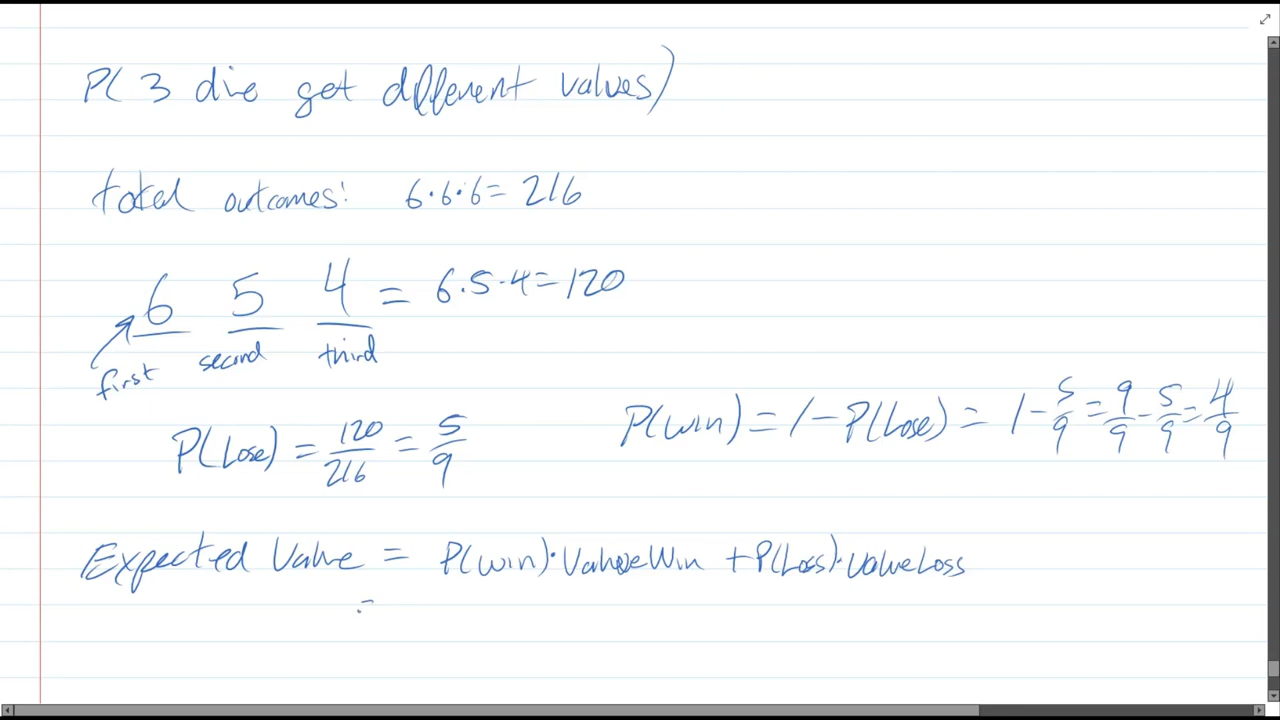 P( 3 die get different values)
total outcomes: 6·6·6 = 216
6 5 4 = 6·5·4 = 120
first second third
P(Lose) = 120/216 = 5/9
P(win) = 1 - P(Lose) = 1 - 5/9 = 9/9 - 5/9 = 4/9
Expected Value = P(win)·ValueWin + P(Loss)·ValueLoss
=